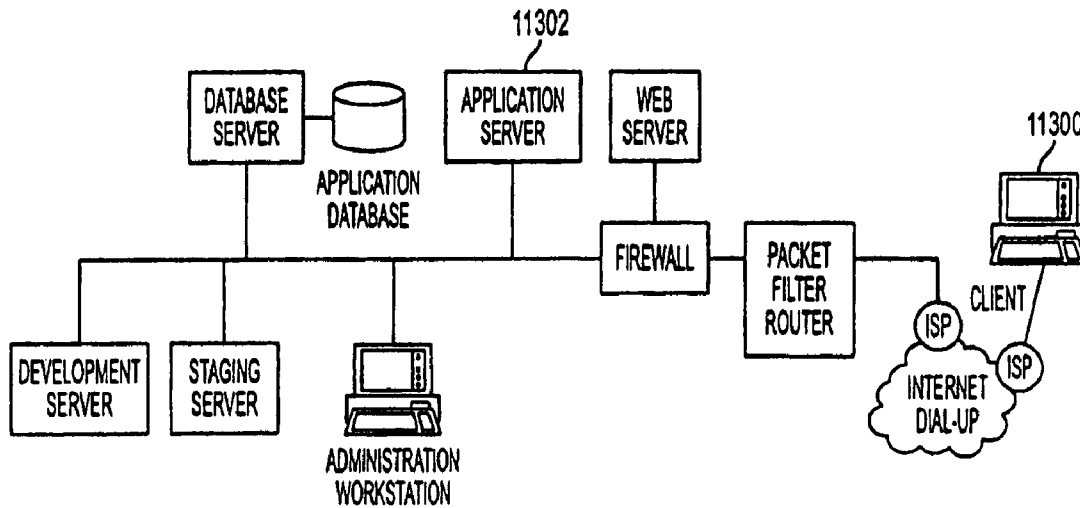 11302
DATABASE
SERVER
APPLICATION
DATABASE
APPLICATION
SERVER
WEB
SERVER
11300
FIREWALL
PACKET
FILTER
ROUTER
CLIENT
ISP
ISP
INTERNET
DIAL-UP
DEVELOPMENT
SERVER
STAGING
SERVER
ADMINISTRATION
WORKSTATION